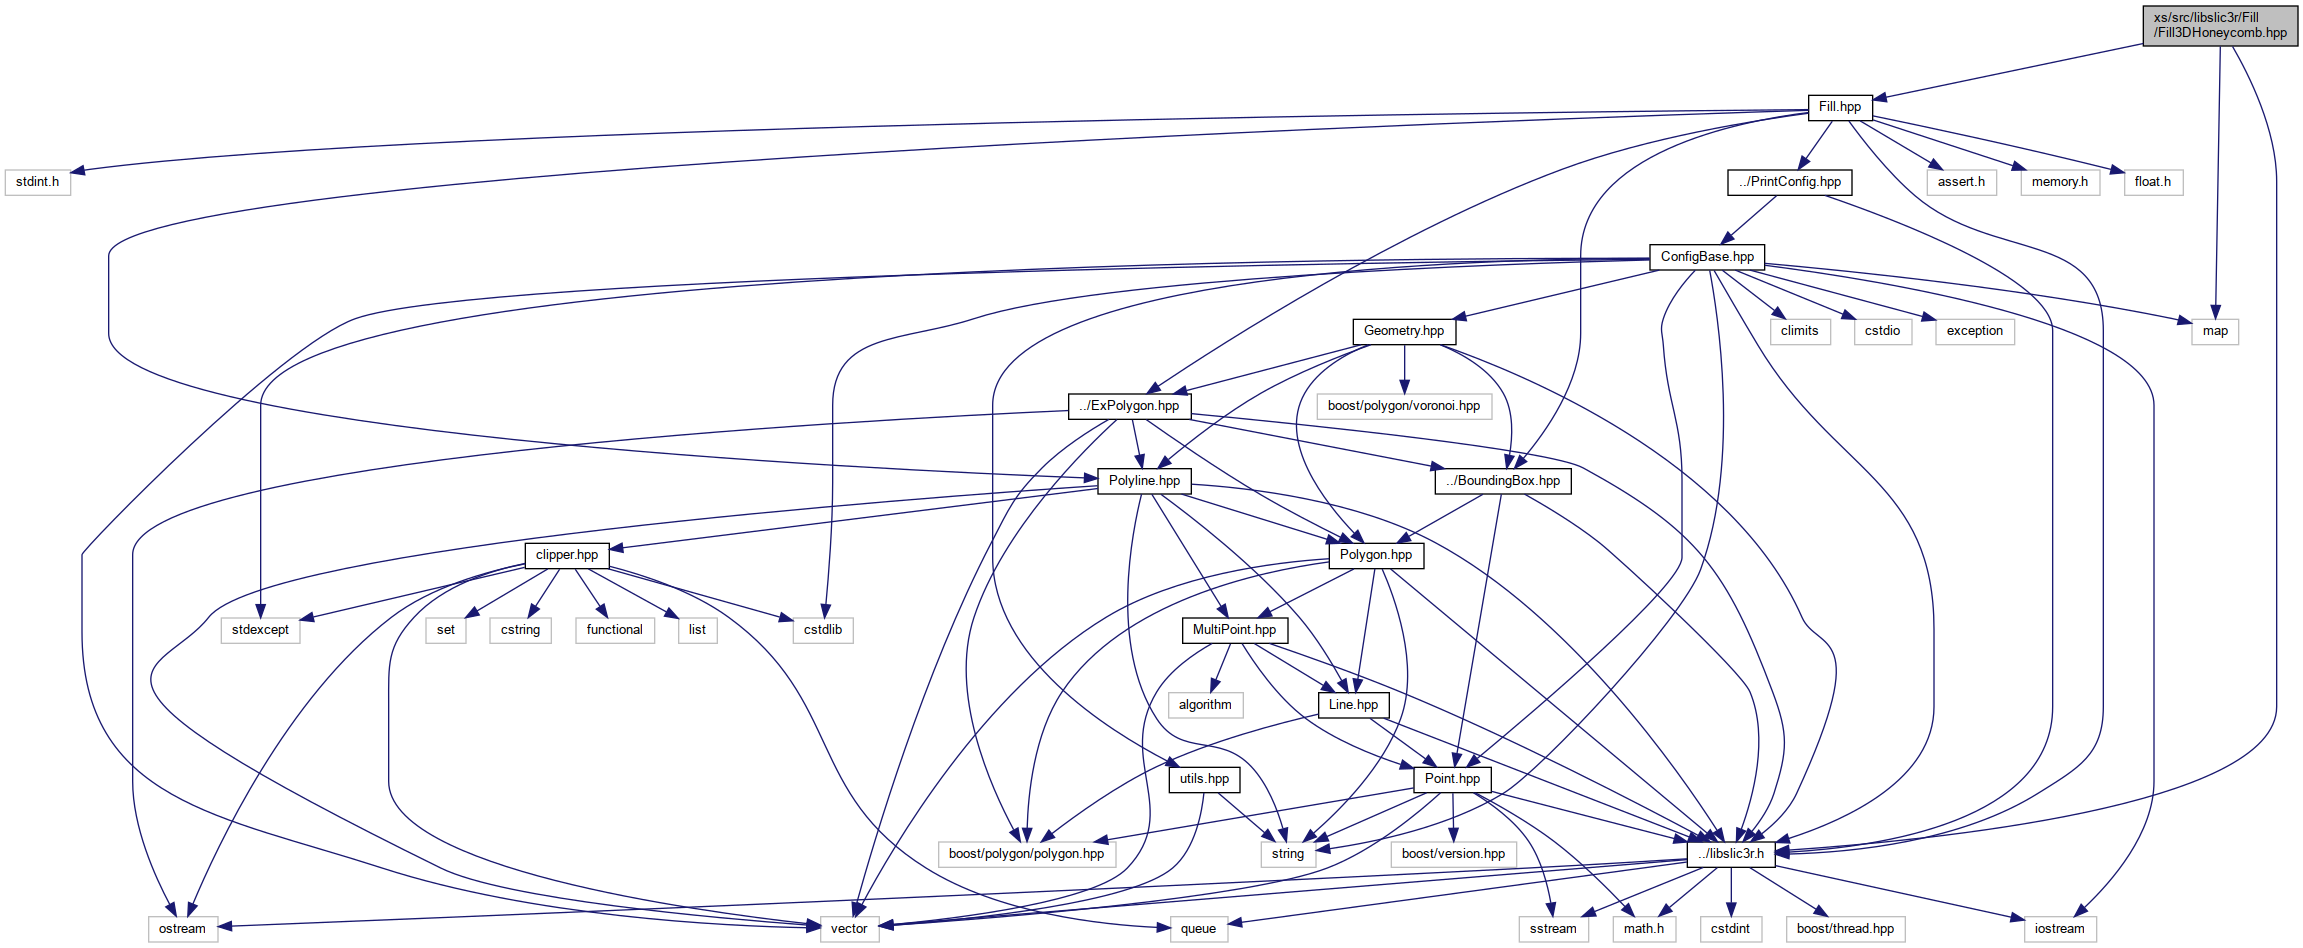 xs/src/libslic3r/Fill
/Fill3DHoneycomb.hpp
Fill.hpp
stdint.h
../PrintConfig.hpp
assert.h
memory.h
float.h
ConfigBase.hpp
Geometry.hpp
climits
cstdio
exception
map
../ExPolygon.hpp
boost/polygon/voronoi.hpp
Polyline.hpp
../BoundingBox.hpp
clipper.hpp
Polygon.hpp
stdexcept
set
cstring
functional
list
cstdlib
MultiPoint.hpp
algorithm
Line.hpp
utils.hpp
Point.hpp
boost/polygon/polygon.hpp
string
boost/version.hpp
../libslic3r.h
ostream
vector
queue
sstream
math.h
cstdint
boost/thread.hpp
iostream